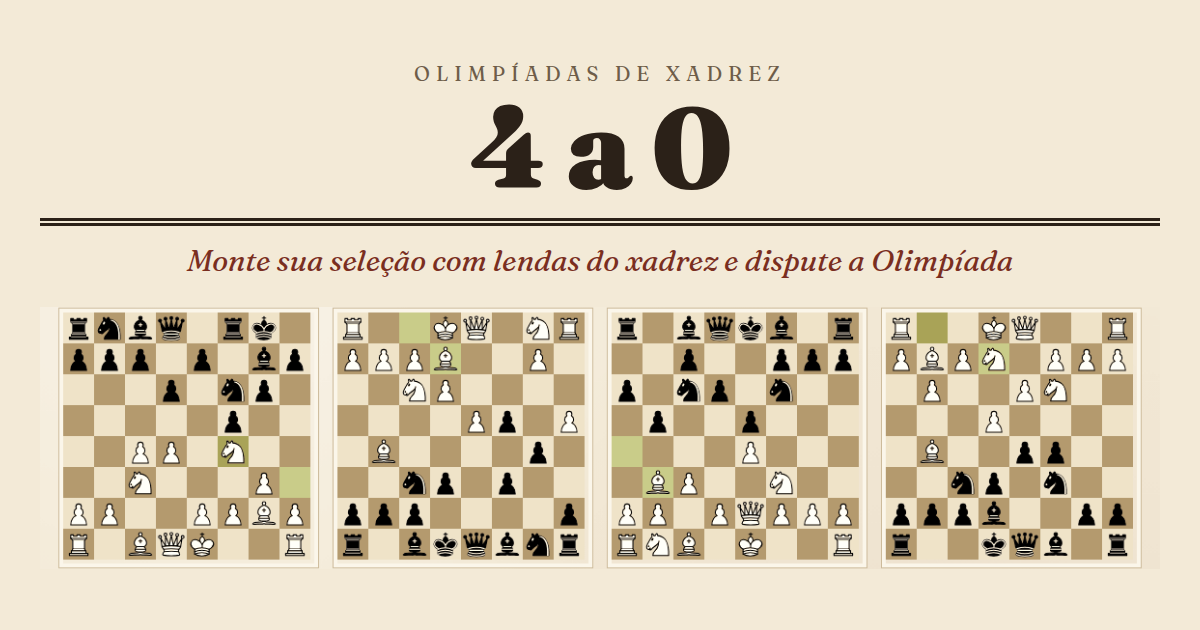 OLIMPÍADAS DE XADREZ
4 a 0
Monte sua seleção com lendas do xadrez e dispute a Olimpíada